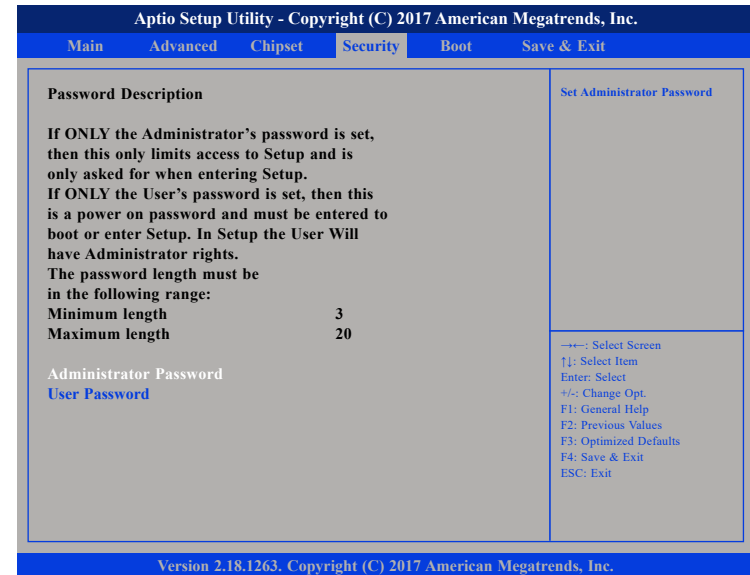 Aptio Setup Utility - Copyright (C) 2017 American Megatrends, Inc.
Main Advanced Chipset Security Boot Save & Exit
Password Description
If ONLY the Administrator's password is set,
then this only limits access to Setup and is
only asked for when entering Setup.
If ONLY the User's password is set, then this
is a power on password and must be entered to
boot or enter Setup. In Setup the User Will
have Administrator rights.
The password length must be
in the following range:
Minimum length 3
Maximum length 20
Administrator Password
User Password
Set Administrator Password
→←: Select Screen
↑↓: Select Item
Enter: Select
+/-: Change Opt.
F1: General Help
F2: Previous Values
F3: Optimized Defaults
F4: Save & Exit
ESC: Exit
Version 2.18.1263. Copyright (C) 2017 American Megatrends, Inc.